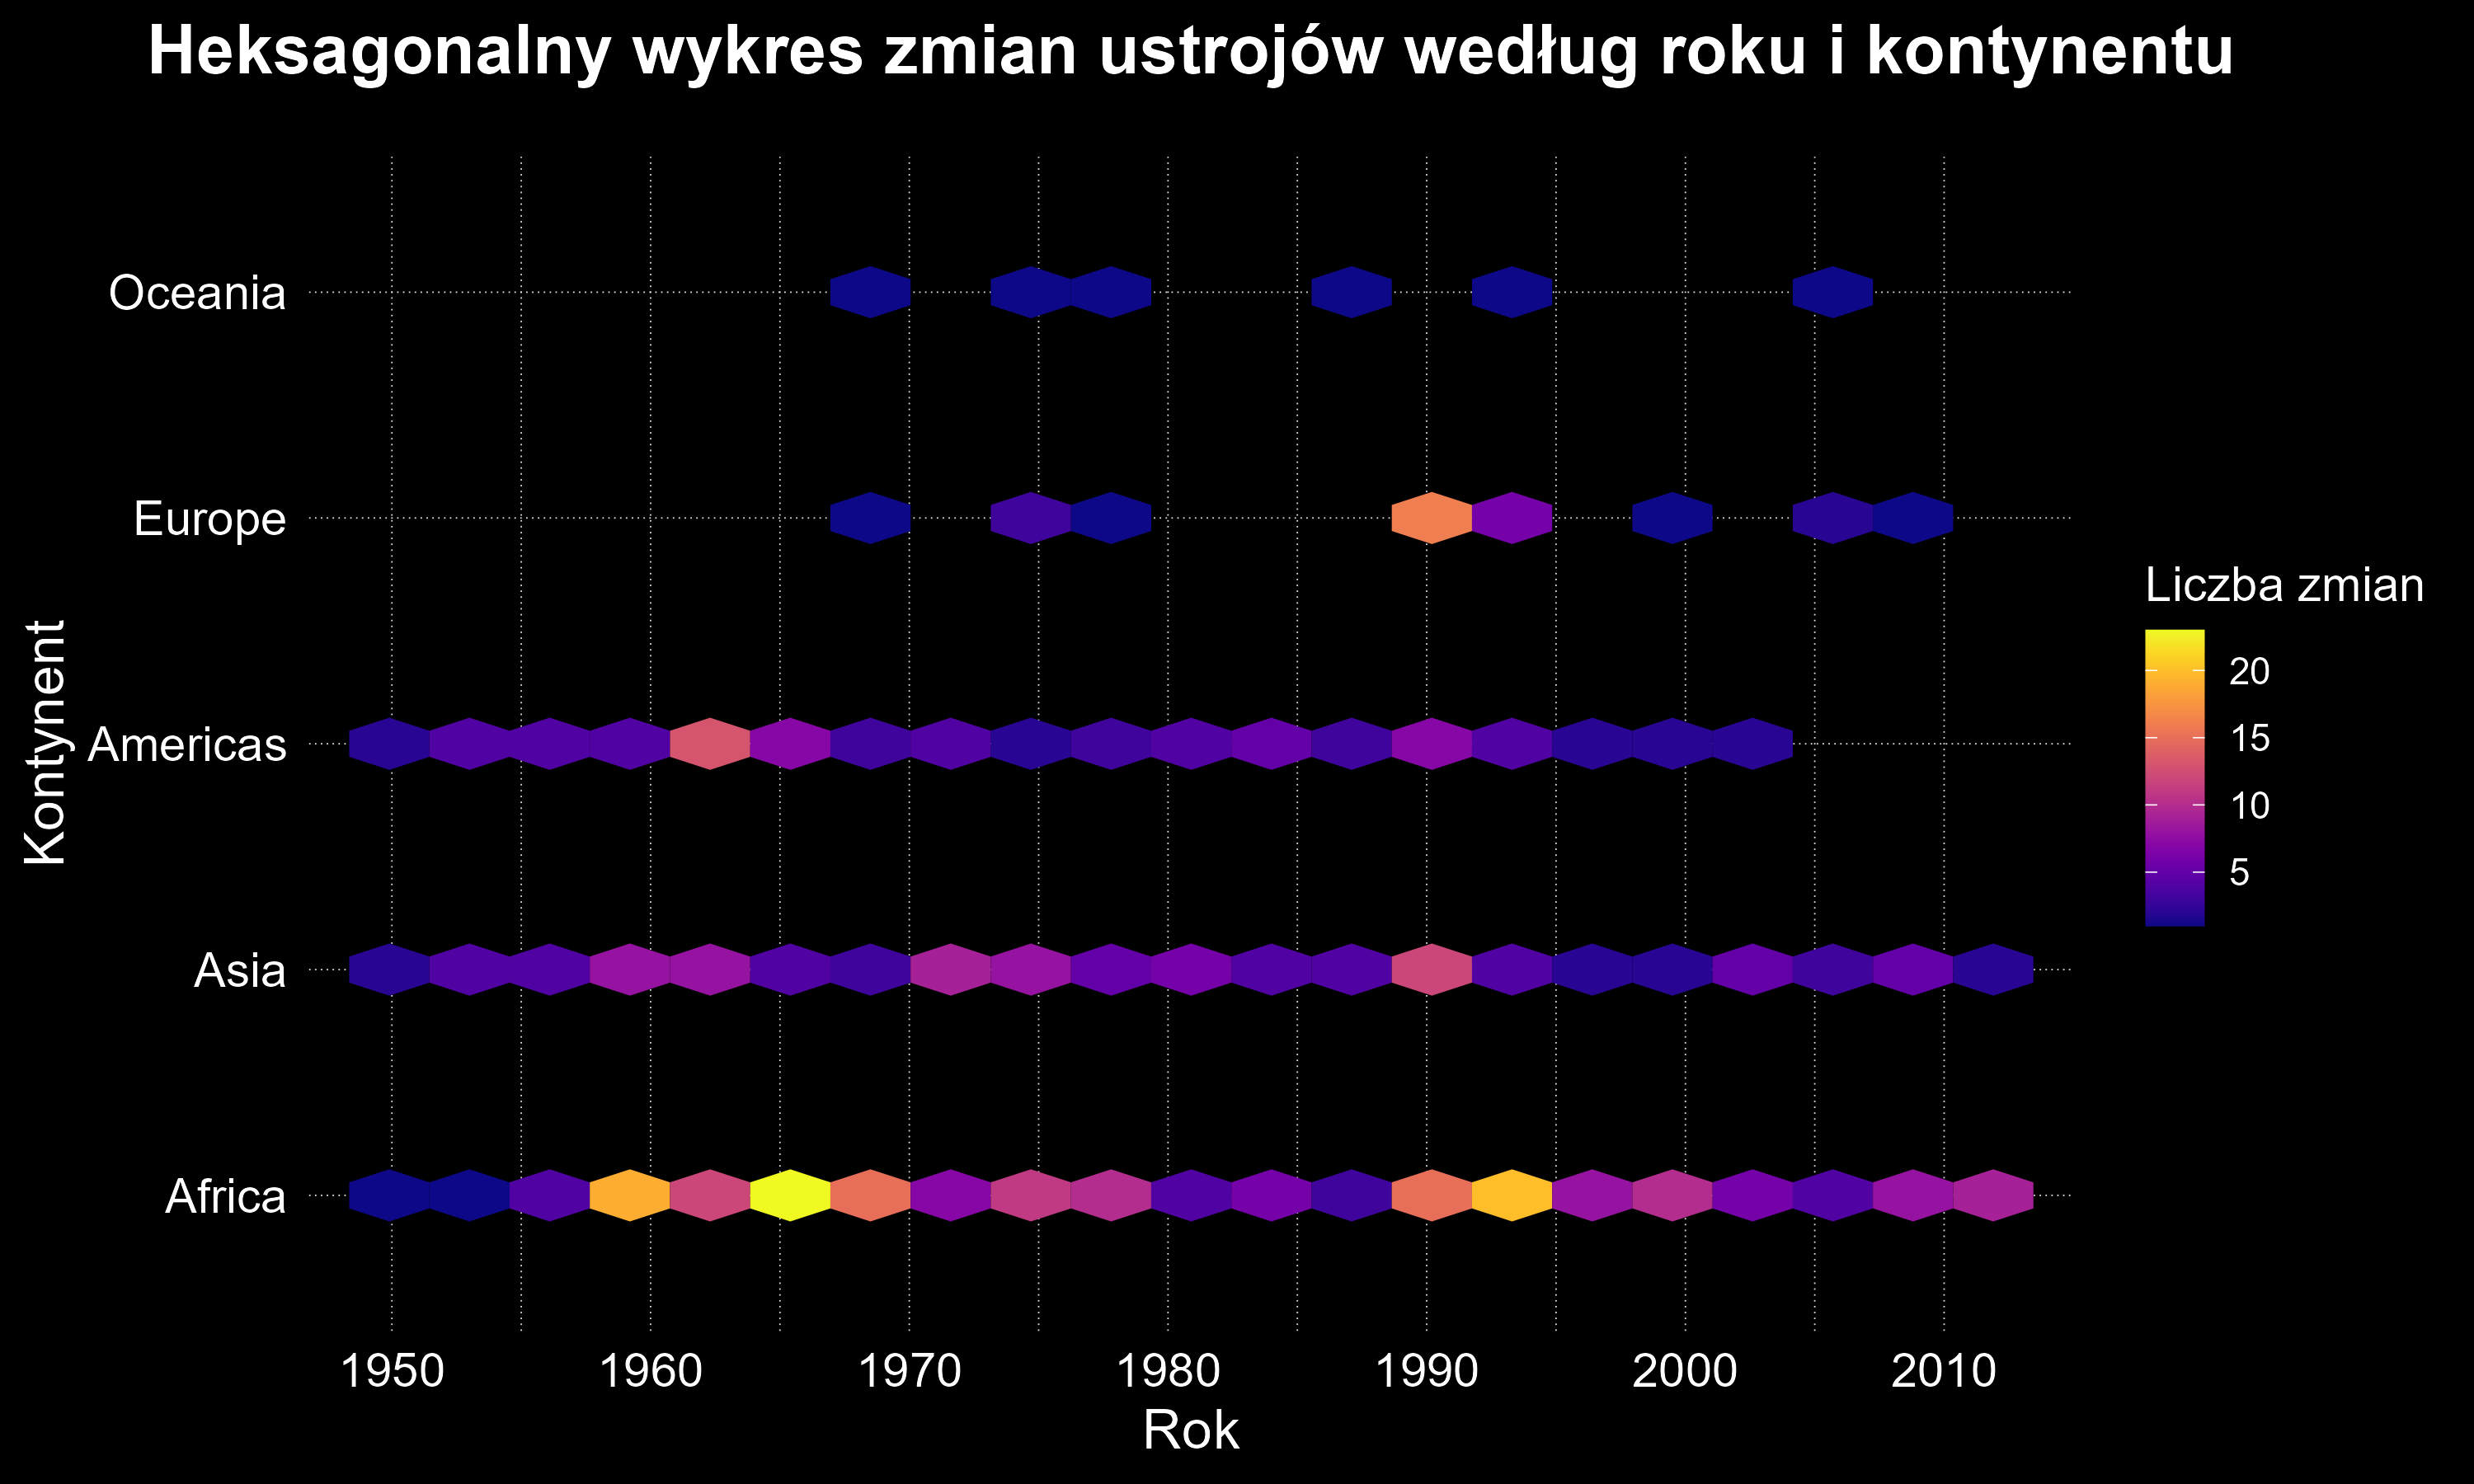 Heksagonalny wykres zmian ustrojów według roku i kontynentu
Kontynent
Oceania
Europe
Americas
Asia
Africa
1950 1960 1970 1980 1990 2000 2010
Rok
Liczba zmian
20
15
10
5